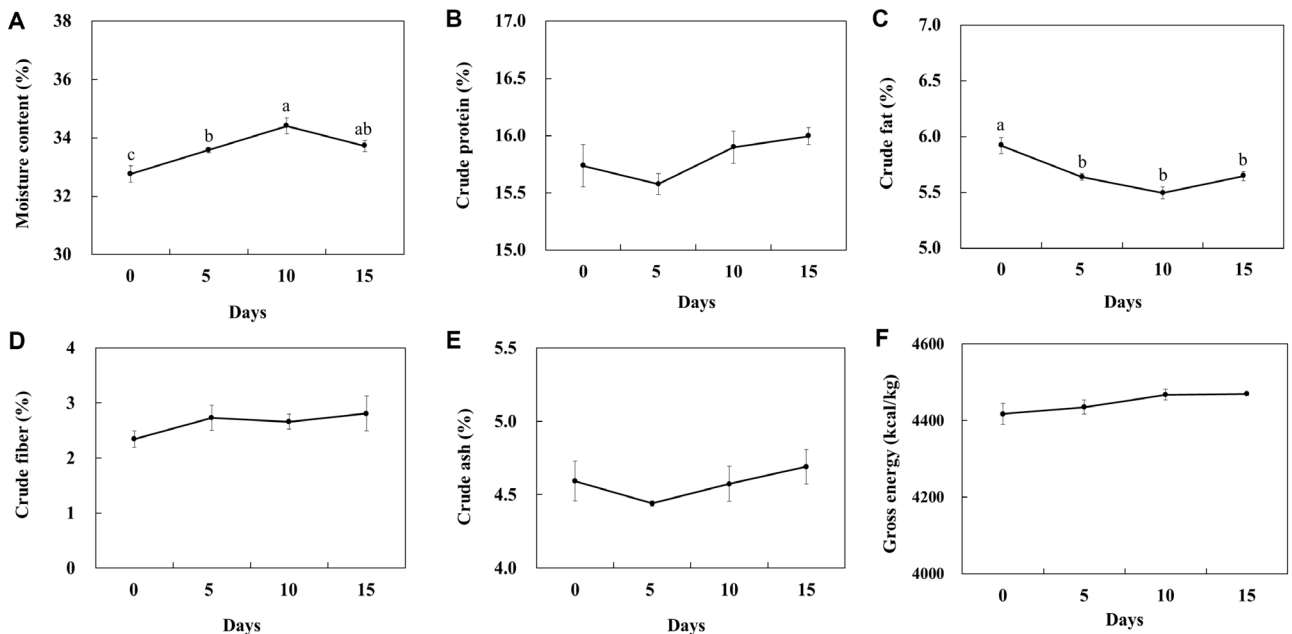 A
Moisture content (%)
38
36
34
32
30
c
b
a
ab
0 5 10 15
Days
B
Crude protein (%)
17.0
16.5
16.0
15.5
15.0
0 5 10 15
Days
C
Crude fat (%)
7.0
6.5
6.0
5.5
5.0
a
b
b
b
0 5 10 15
Days
D
Crude fiber (%)
4
3
2
1
0
0 5 10 15
Days
E
Crude ash (%)
5.5
5.0
4.5
4.0
0 5 10 15
Days
F
Gross energy (kcal/kg)
4600
4400
4200
4000
0 5 10 15
Days